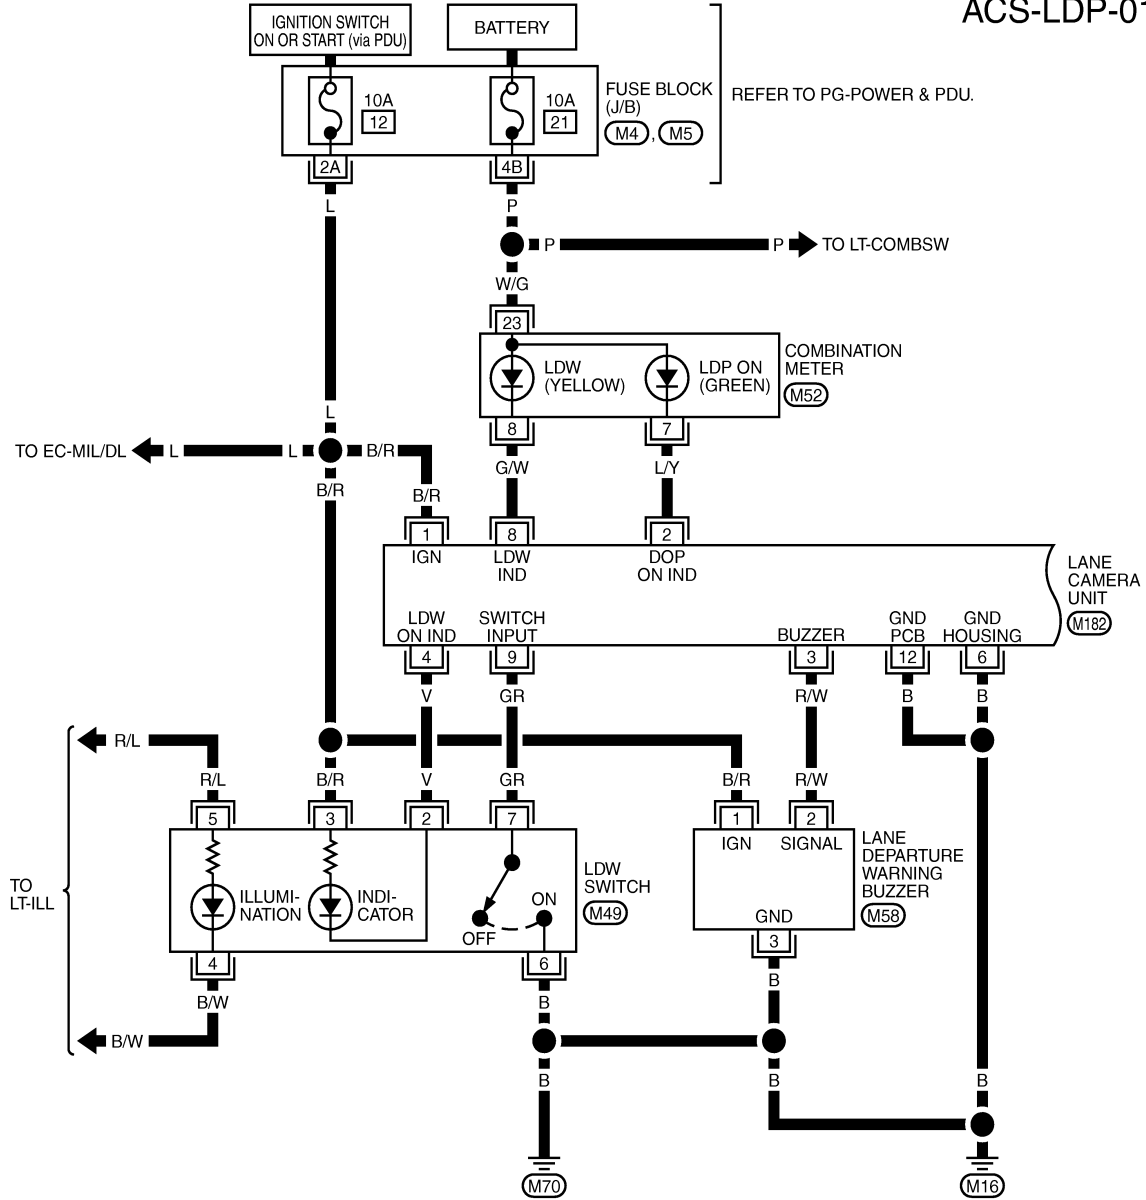 ACS-LDP-01
IGNITION SWITCH
ON OR START (via PDU)
BATTERY
10A
12
10A
21
FUSE BLOCK
(J/B)
M4 , M5
REFER TO PG-POWER & PDU.
2A
4B
L
P
P
P
TO LT-COMBSW
W/G
23
LDW
(YELLOW)
LDP ON
(GREEN)
COMBINATION
METER
M52
8
7
L
TO EC-MIL/DL
L
L
B/R
G/W
L/Y
B/R
B/R
1
8
2
IGN
LDW
IND
DOP
ON IND
LANE
CAMERA
UNIT
M182
LDW
ON IND
SWITCH
INPUT
BUZZER
GND
PCB
GND
HOUSING
4
9
3
12
6
V
GR
R/W
B
B
R/L
R/L
B/R
V
GR
B/R
R/W
5
3
2
7
1
2
IGN
SIGNAL
LANE
DEPARTURE
WARNING
BUZZER
M58
LDW
SWITCH
M49
TO
LT-ILL
ILLUMI-
NATION
INDI-
CATOR
ON
OFF
GND
3
4
6
B/W
B
B
B/W
B
B
B
M70
M16